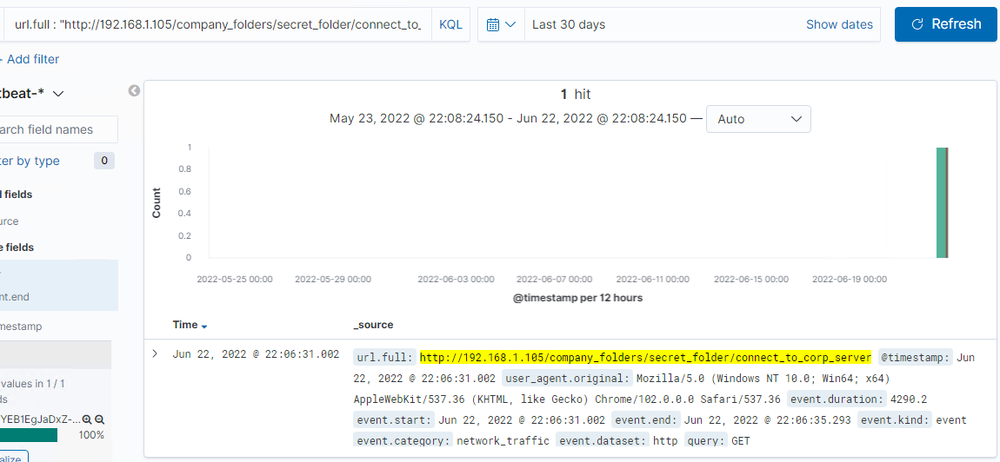 url.full : "http://192.168.1.105/company_folders/secret_folder/connect_to_ KQL Last 30 days Show dates Refresh
Add filter
tbeat-*
1 hit
May 23, 2022 @ 22:08:24.150 - Jun 22, 2022 @ 22:08:24.150 — Auto
arch field names
ter by type 0
d fields
urce
e fields
nt.end
mestamp
values in 1 / 1
ds
YEB1EgJaDxZ-...
100%
alize
Count
1
0.8
0.6
0.4
0.2
0
2022-05-25 00:00 2022-05-29 00:00 2022-06-03 00:00 2022-06-07 00:00 2022-06-11 00:00 2022-06-15 00:00 2022-06-19 00:00
@timestamp per 12 hours
Time _source
Jun 22, 2022 @ 22:06:31.002 url.full: http://192.168.1.105/company_folders/secret_folder/connect_to_corp_server @timestamp: Jun
22, 2022 @ 22:06:31.002 user_agent.original: Mozilla/5.0 (Windows NT 10.0; Win64; x64)
AppleWebKit/537.36 (KHTML, like Gecko) Chrome/102.0.0.0 Safari/537.36 event.duration: 4290.2
event.start: Jun 22, 2022 @ 22:06:31.002 event.end: Jun 22, 2022 @ 22:06:35.293 event.kind: event
event.category: network_traffic event.dataset: http query: GET